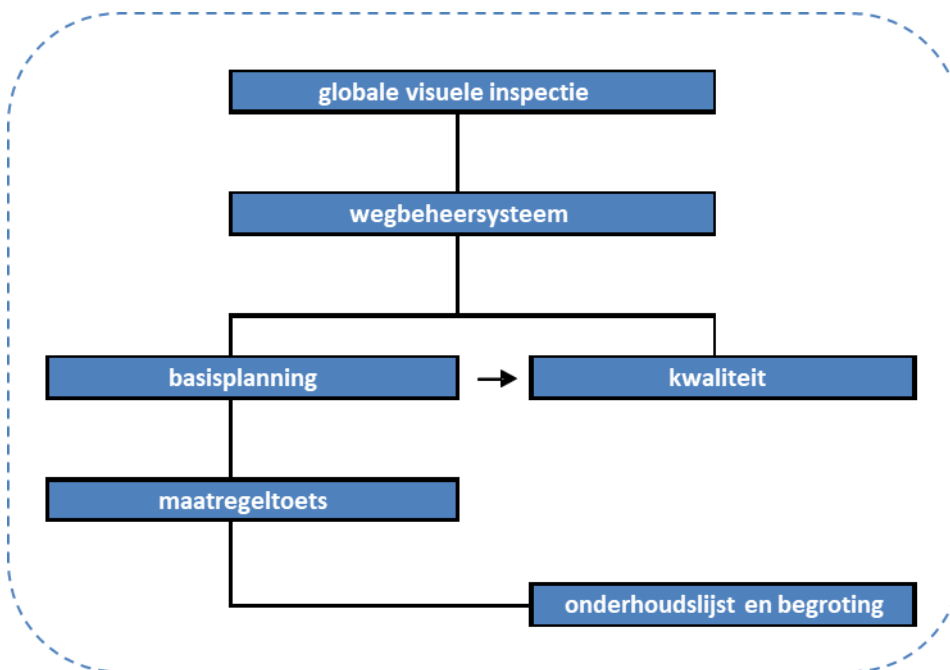 globale visuele inspectie
wegbeheersysteem
basisplanning
kwaliteit
maatregeltoets
onderhoudslijst en begroting